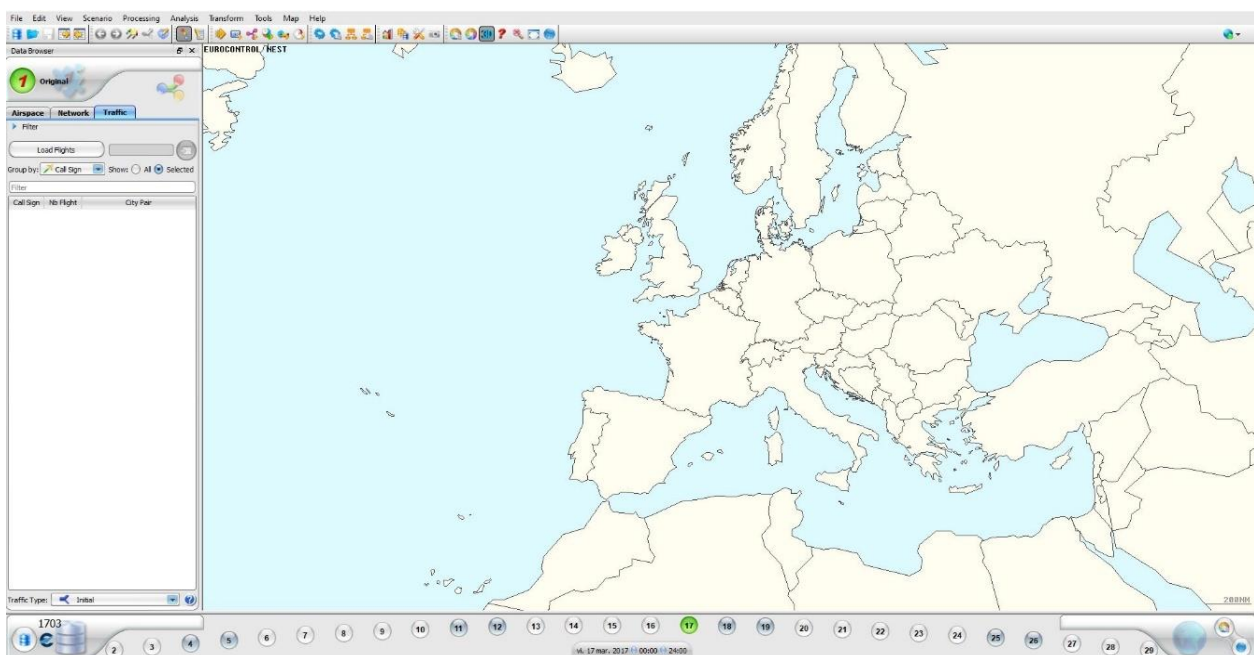 File Edit View Scenario Processing Analysis Transform Tools Map Help
Data Browser
EUROCONTROL/NEST
1 Original
Airspace Network Traffic
Filter
Load Flights
Group by: Call Sign Show: All Selected
Filter
Call Sign Nb Flight City Pair
Traffic Type: Initial
200NM
1703
2 3 4 5 6 7 8 9 10 11 12 13 14 15 16 17 18 19 20 21 22 23 24 25 26 27 28 29
vi. 17 mar. 2017 00:00 24:00